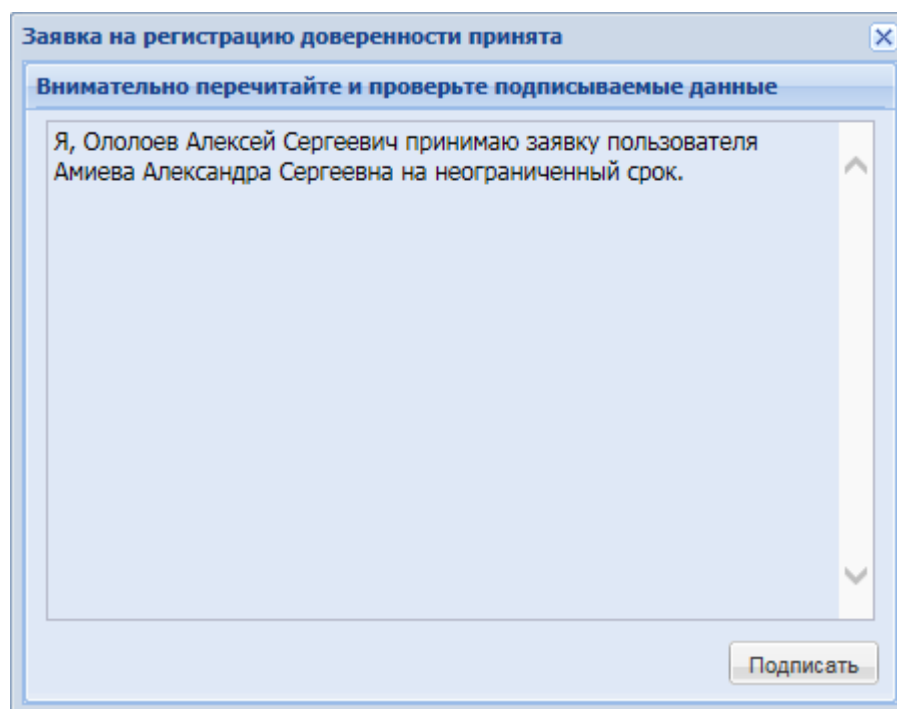 Заявка на регистрацию доверенности принята
Внимательно перечитайте и проверьте подписываемые данные
Я, Ололоев Алексей Сергеевич принимаю заявку пользователя
Амиева Александра Сергеевна на неограниченный срок.
Подписать